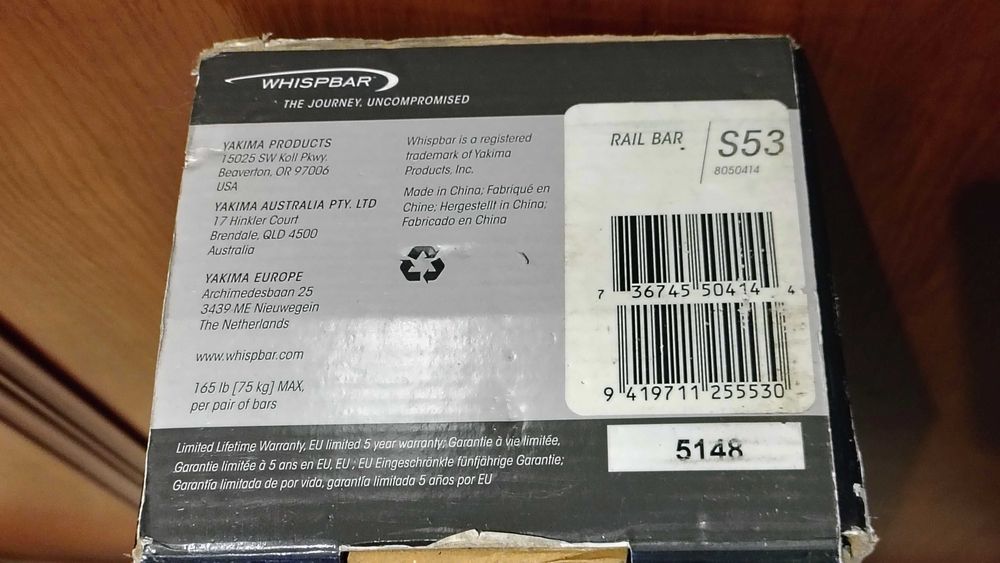 WHISPBAR
THE JOURNEY. UNCOMPROMISED
YAKIMA PRODUCTS
15025 SW Koll Pkwy.
Beaverton, OR 97006
USA
YAKIMA AUSTRALIA PTY. LTD
17 Hinkler Court
Brendale, QLD 4500
Australia
YAKIMA EUROPE
Archimedesbaan 25
3439 ME Nieuwegein
The Netherlands
www.whispbar.com
165 lb [75 kg] MAX,
per pair of bars
Whispbar is a registered
trademark of Yakima
Products, Inc.
Made in China; Fabriqué en
Chine; Hergestellt in China;
Fabricado en China
RAIL BAR
S53
8050414
7 36745 50414 4
9 419711 255530
5148
Limited Lifetime Warranty, EU limited 5 year warranty; Garantie à vie limitée,
Garantie limitée à 5 ans en EU, EU ; EU Eingeschränkte fünfjährige Garantie;
Garantía limitada de por vida, garantía limitada 5 años por EU